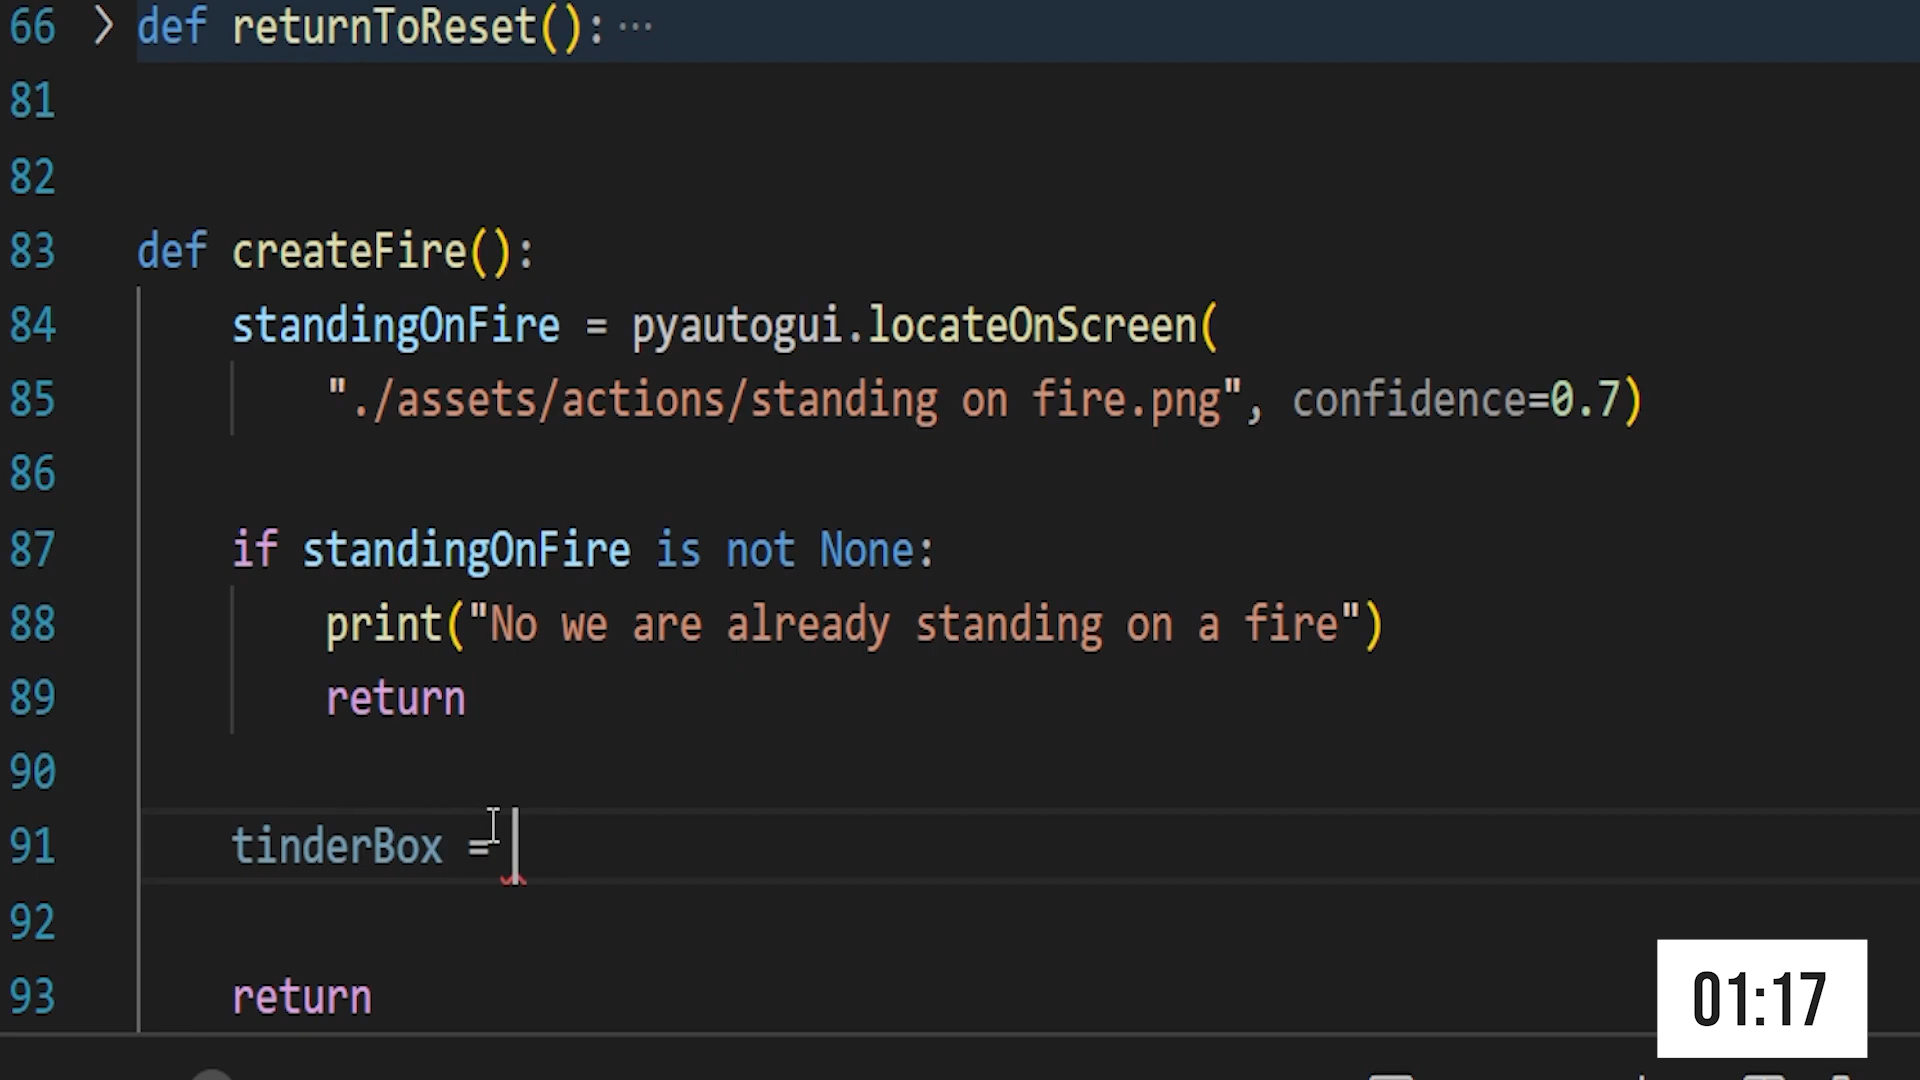 66 > def returnToReset(): ...
81
82
83 def createFire():
84 standingOnFire = pyautogui.locateOnScreen(
85 "./assets/actions/standing on fire.png", confidence=0.7)
86
87 if standingOnFire is not None:
88 print("No we are already standing on a fire")
89 return
90
91 tinderBox =
92
93 return
01:17